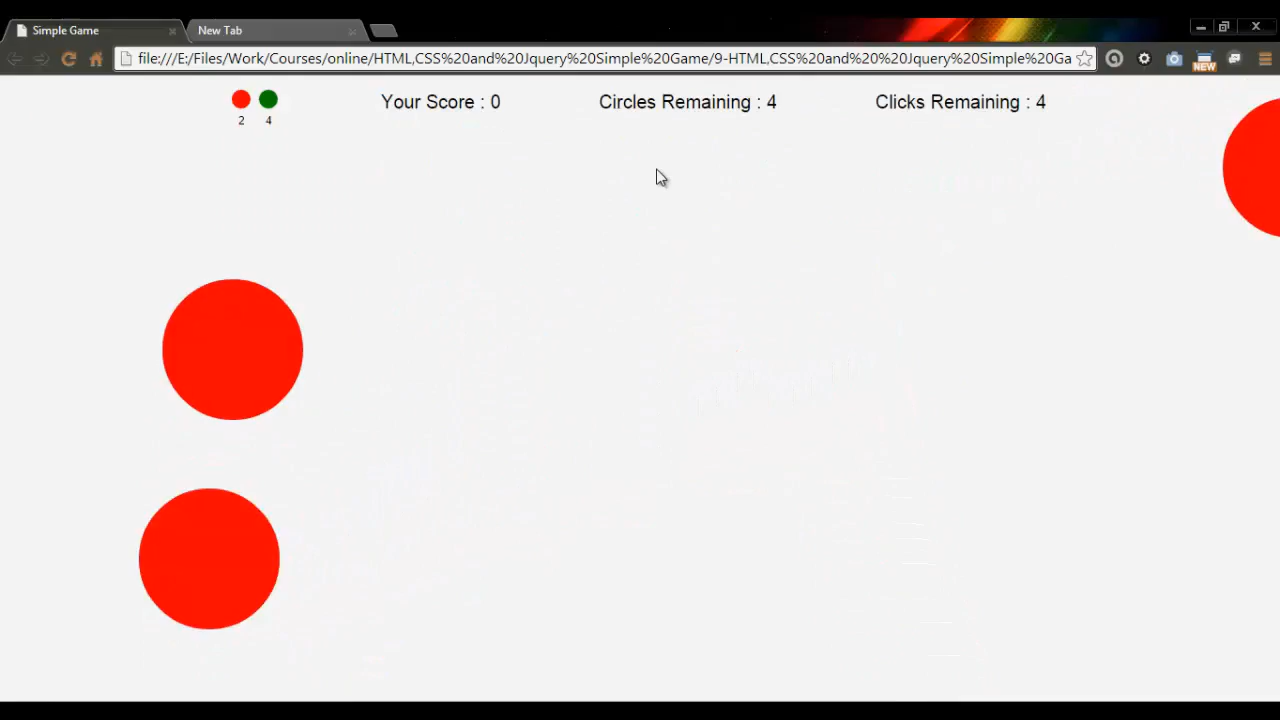 Simple Game
New Tab
file:///E:/Files/Work/Courses/online/HTML,CSS%20and%20Jquery%20Simple%20Game/9-HTML,CSS%20and%20%20Jquery%20Simple%20Ga
NEW
2 4
Your Score : 0
Circles Remaining : 4
Clicks Remaining : 4